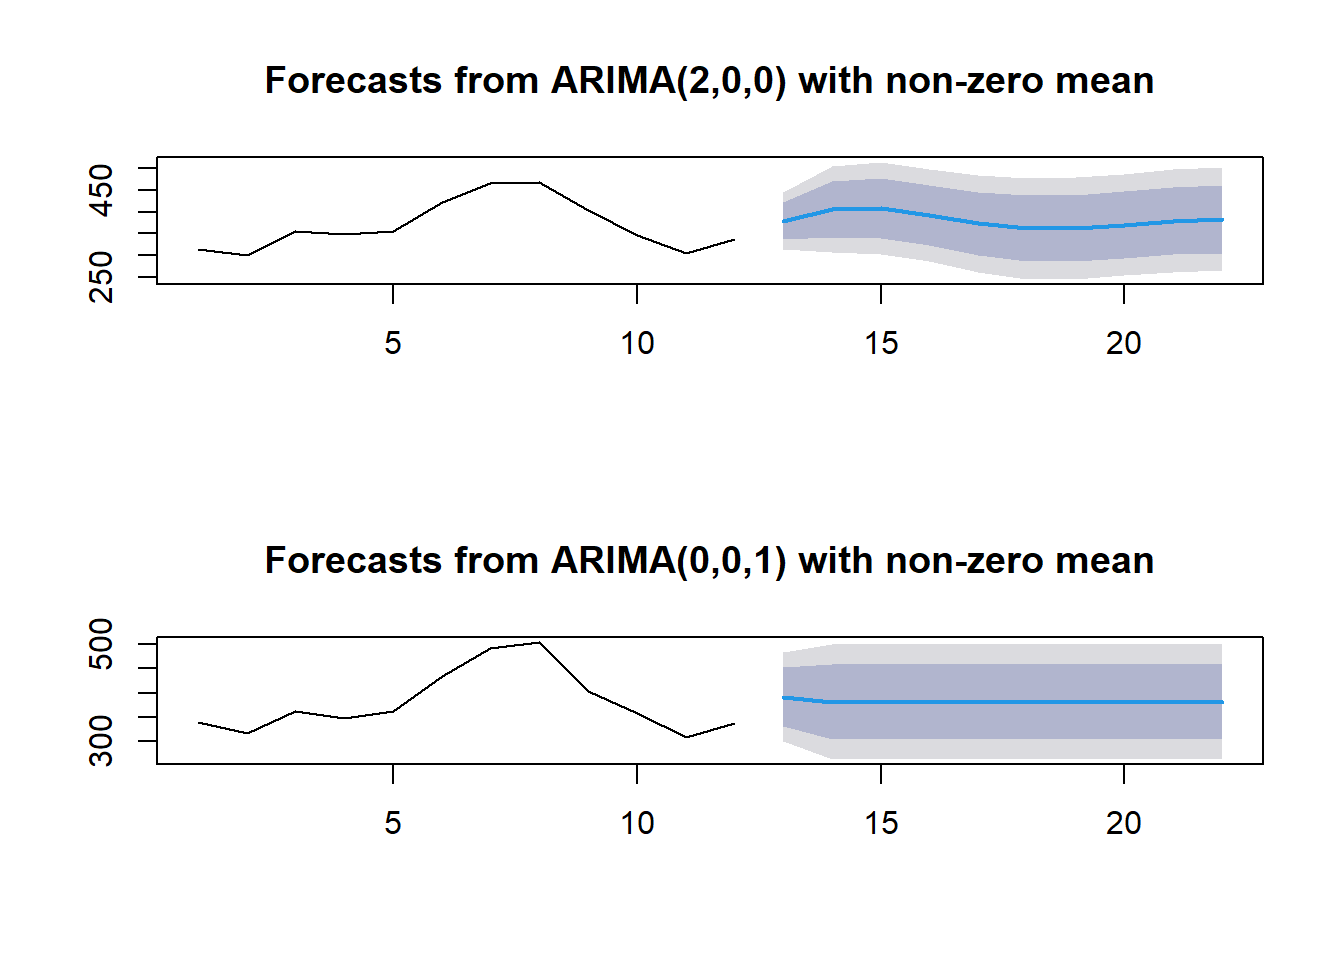 Forecasts from ARIMA(2,0,0) with non-zero mean
450
250
5 10 15 20
Forecasts from ARIMA(0,0,1) with non-zero mean
500
300
5 10 15 20